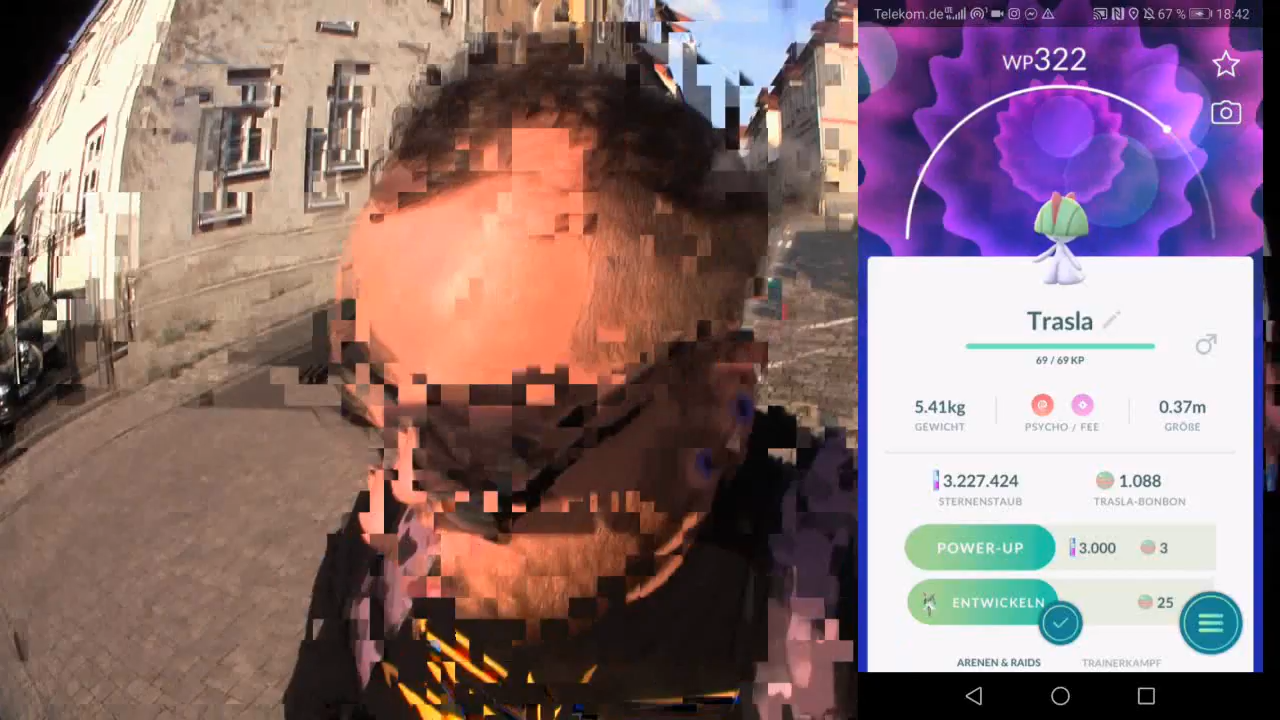 Telekom.de 67 % 18:42
WP322
Trasla
69 / 69 KP
5.41kg
GEWICHT
PSYCHO / FEE
0.37m
GRÖßE
3.227.424
STERNENSTAUB
1.088
TRASLA-BONBON
POWER-UP 3.000 3
ENTWICKELN 25
ARENEN & RAIDS TRAINERKAMPF